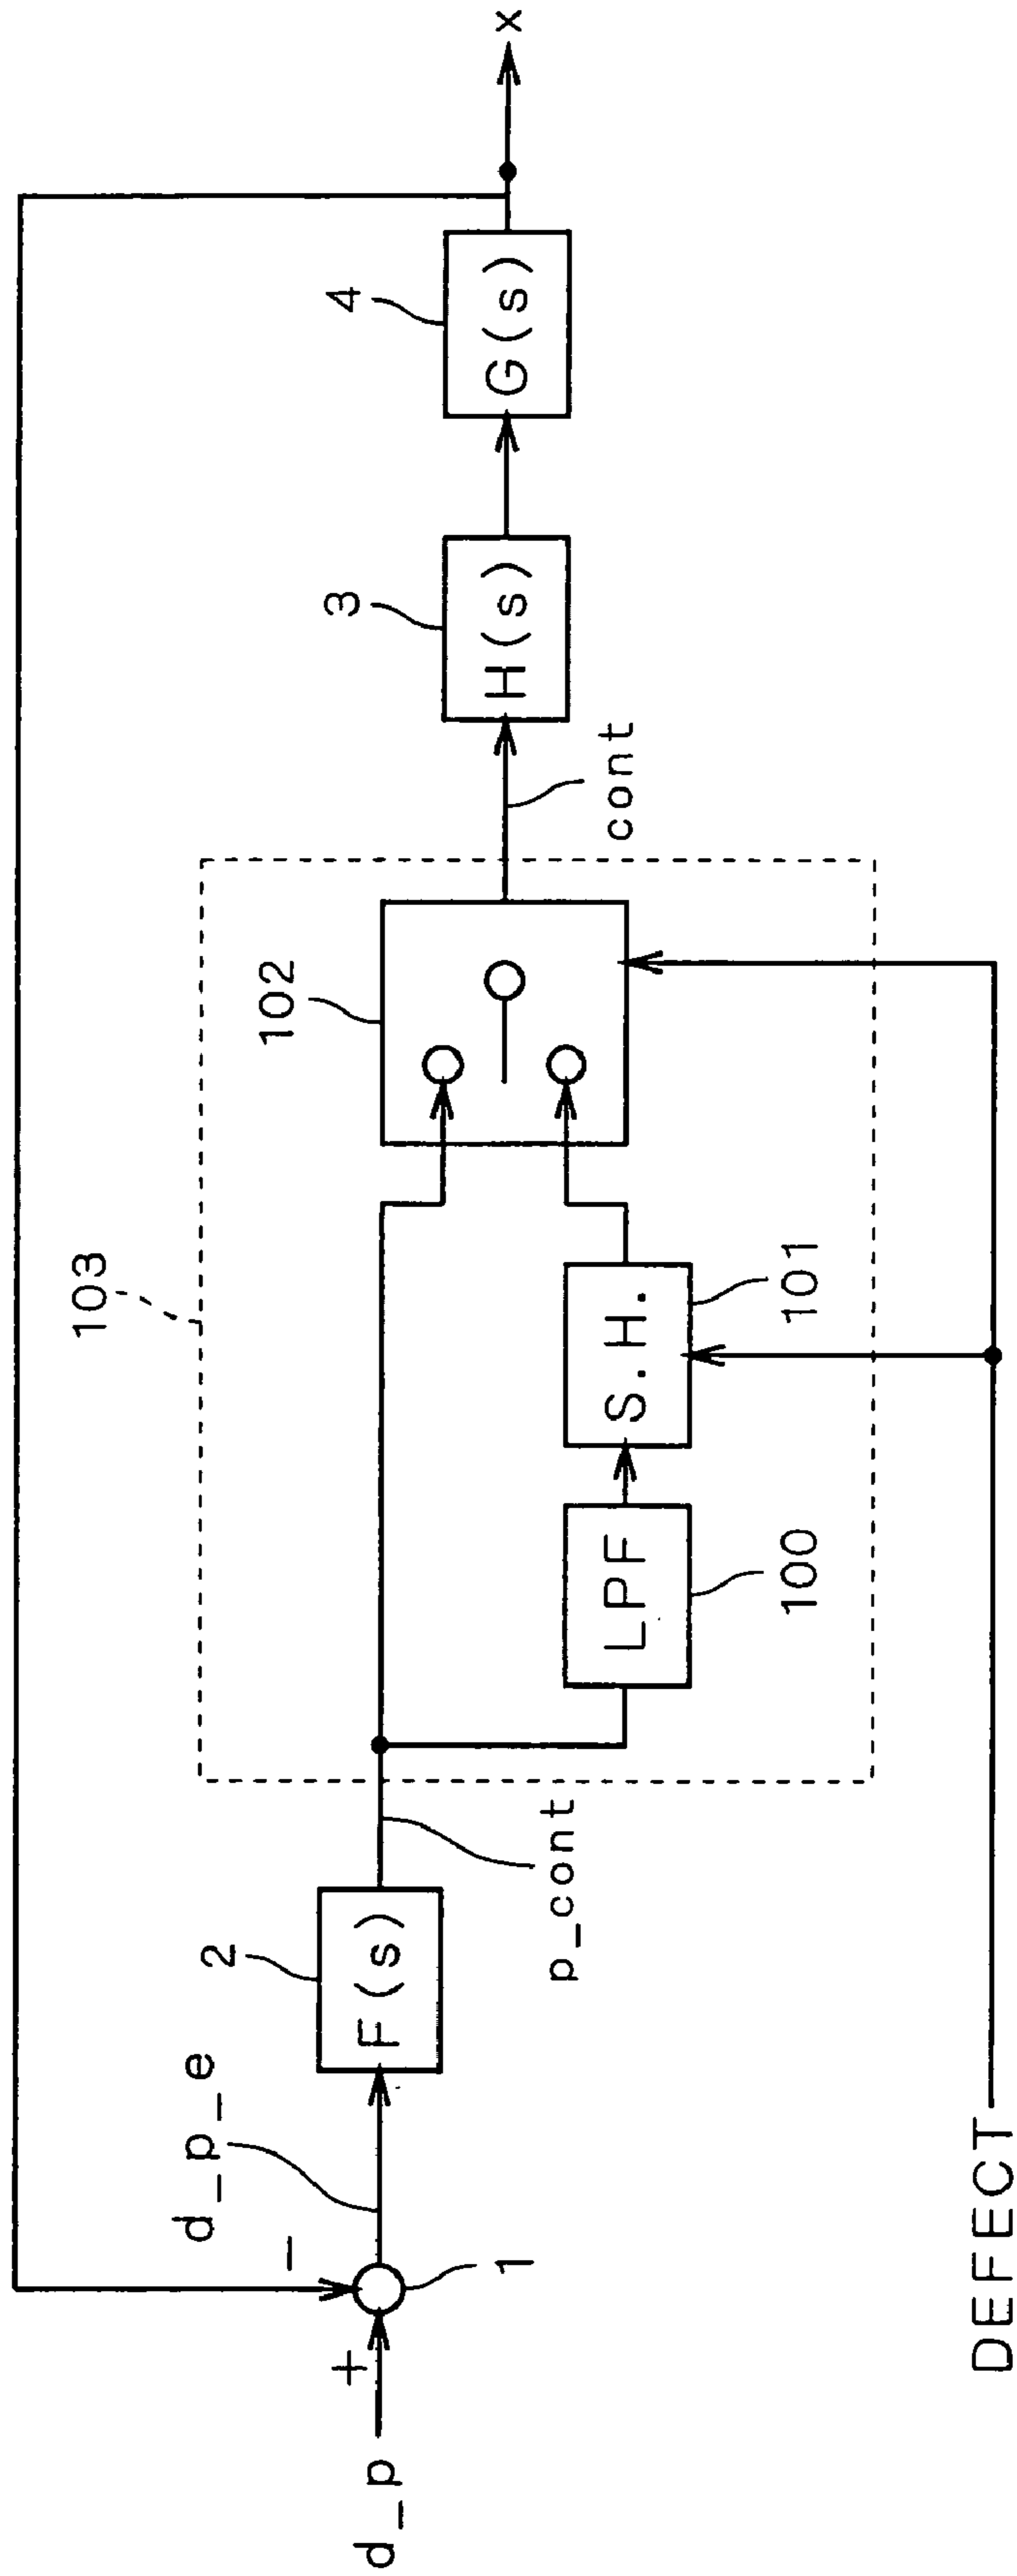 103
102
3
4
x
d_p_e
2
F(s)
H(s)
G(s)
cont
d_p
+
-
1
p_cont
LPF
S.H.
100
101
DEFECT